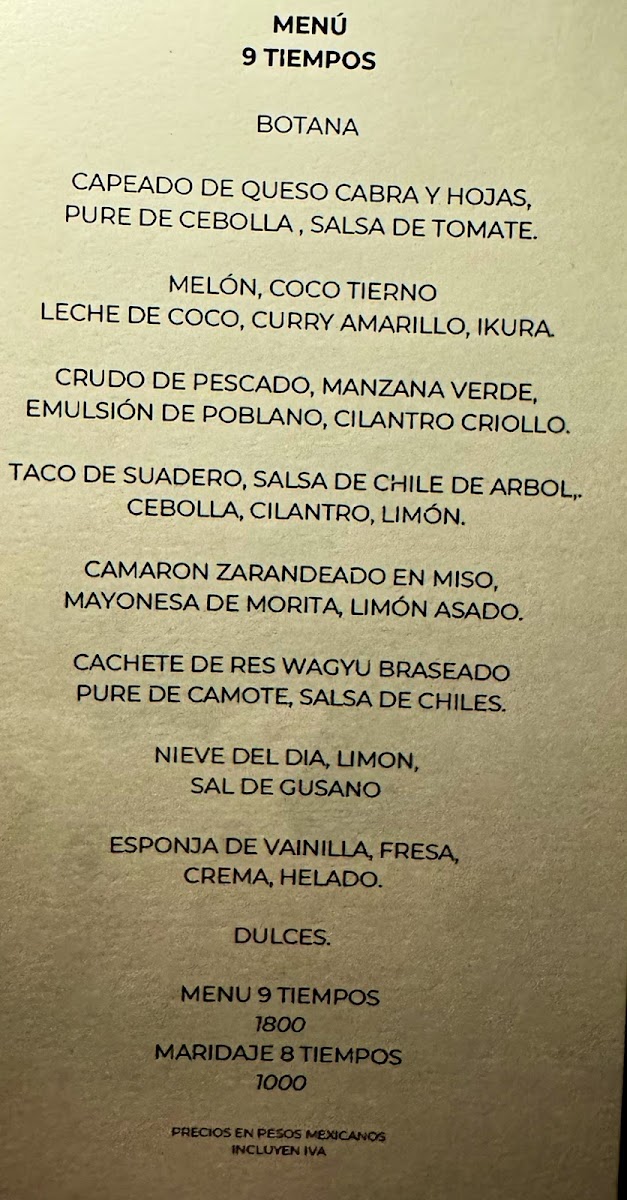 MENÚ
9 TIEMPOS
BOTANA
CAPEADO DE QUESO CABRA Y HOJAS,
PURE DE CEBOLLA , SALSA DE TOMATE.
MELÓN, COCO TIERNO
LECHE DE COCO, CURRY AMARILLO, IKURA.
CRUDO DE PESCADO, MANZANA VERDE,
EMULSIÓN DE POBLANO, CILANTRO CRIOLLO.
TACO DE SUADERO, SALSA DE CHILE DE ARBOL,.
CEBOLLA, CILANTRO, LIMÓN.
CAMARON ZARANDEADO EN MISO,
MAYONESA DE MORITA, LIMÓN ASADO.
CACHETE DE RES WAGYU BRASEADO
PURE DE CAMOTE, SALSA DE CHILES.
NIEVE DEL DIA, LIMON,
SAL DE GUSANO
ESPONJA DE VAINILLA, FRESA,
CREMA, HELADO.
DULCES.
MENU 9 TIEMPOS
1800
MARIDAJE 8 TIEMPOS
1000
PRECIOS EN PESOS MEXICANOS
INCLUYEN IVA